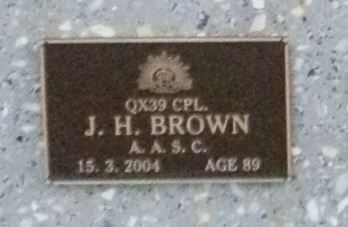 QX39 CPL.
J. H. BROWN
A. A. S. C.
15. 3. 2004 AGE 89